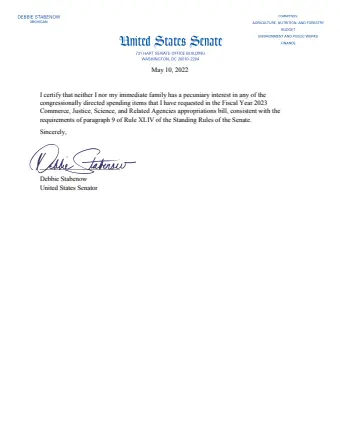 DEBBIE STABENOW
MICHIGAN
COMMITTEES:
AGRICULTURE, NUTRITION, AND FORESTRY
BUDGET
ENVIRONMENT AND PUBLIC WORKS
FINANCE
United States Senate
731 HART SENATE OFFICE BUILDING
WASHINGTON, DC 20510-2204
May 10, 2022
I certify that neither I nor my immediate family has a pecuniary interest in any of the
congressionally directed spending items that I have requested in the Fiscal Year 2023
Commerce, Justice, Science, and Related Agencies appropriations bill, consistent with the
requirements of paragraph 9 of Rule XLIV of the Standing Rules of the Senate.
Sincerely,
Debbie Stabenow
Debbie Stabenow
United States Senator